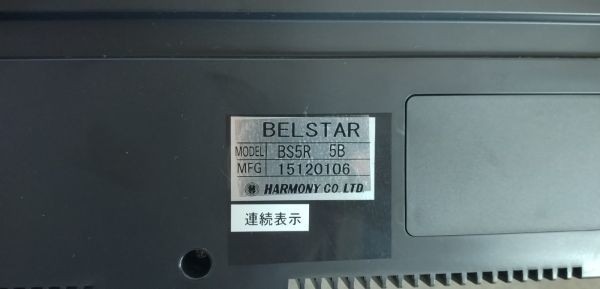 BELSTAR
MODEL BS5R 5B
MFG 15120106
HARMONY CO. LTD
連続表示